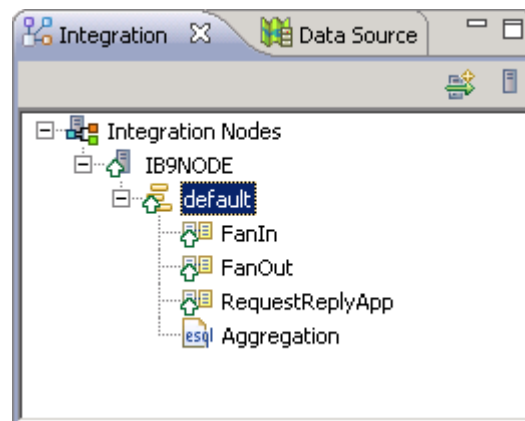 Integration Data Source
Integration Nodes
IB9NODE
default
FanIn
FanOut
RequestReplyApp
esql Aggregation